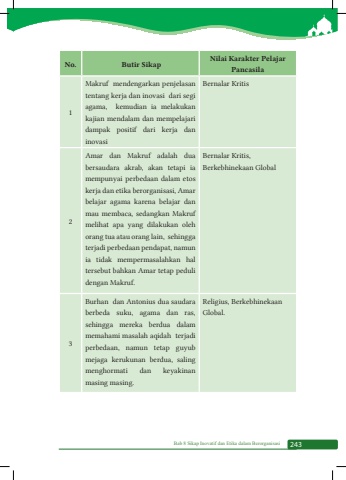 No.
Butir Sikap
Nilai Karakter Pelajar
Pancasila
1
Makruf mendengarkan penjelasan
tentang kerja dan inovasi dari segi
agama, kemudian ia melakukan
kajian mendalam dan mempelajari
dampak positif dari kerja dan
inovasi
Bernalar Kritis
2
Amar dan Makruf adalah dua
bersaudara akrab, akan tetapi ia
mempunyai perbedaan dalam etos
kerja dan etika berorganisasi, Amar
belajar agama karena belajar dan
mau membaca, sedangkan Makruf
melihat apa yang dilakukan oleh
orang tua atau orang lain, sehingga
terjadi perbedaan pendapat, namun
ia tidak mempermasalahkan hal
tersebut bahkan Amar tetap peduli
dengan Makruf.
Bernalar Kritis,
Berkebhinekaan Global
3
Burhan dan Antonius dua saudara
berbeda suku, agama dan ras,
sehingga mereka berdua dalam
memahami masalah aqidah terjadi
perbedaan, namun tetap guyub
mejaga kerukunan berdua, saling
menghormati dan keyakinan
masing masing.
Religius, Berkebhinekaan
Global.
Bab 8 Sikap Inovatif dan Etika dalam Berorganisasi
243